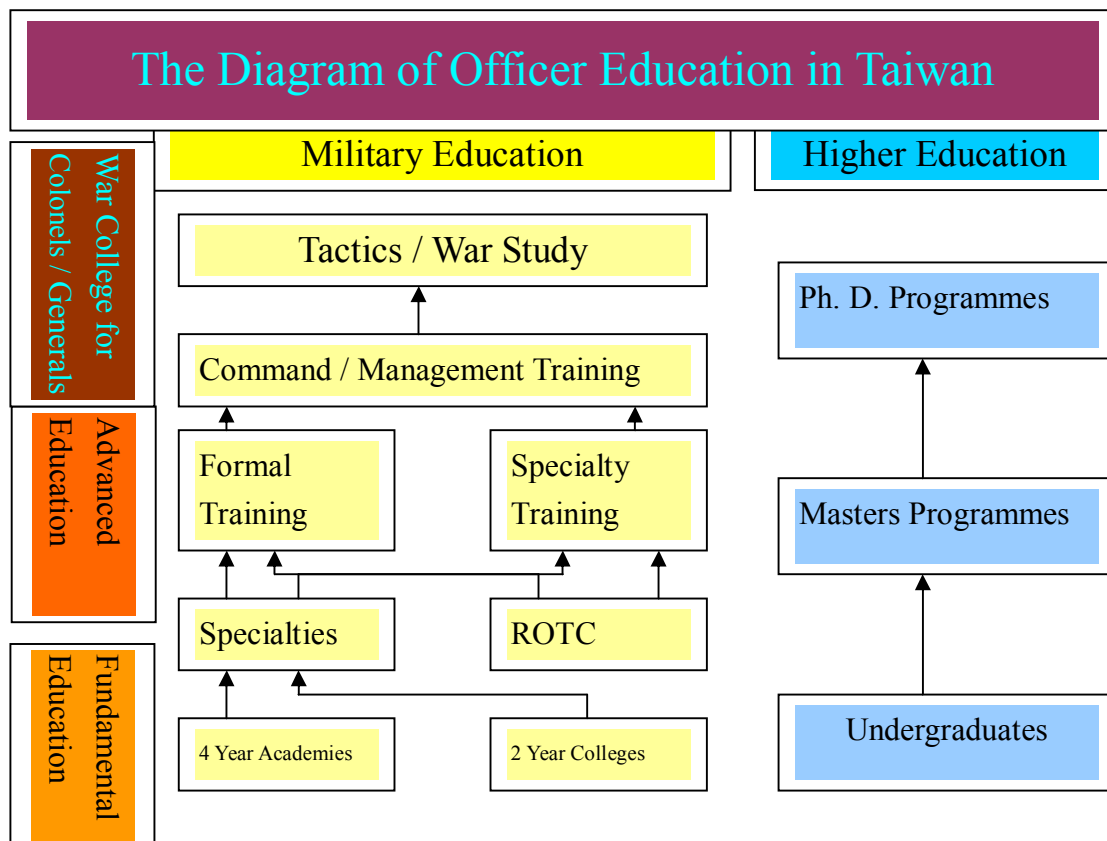 The Diagram of Officer Education in Taiwan
Military Education
Higher Education
War College for
Colonels / Generals
Tactics / War Study
Ph. D. Programmes
Command / Management Training
Advanced
Education
Formal
Training
Specialty
Training
Masters Programmes
Specialties
ROTC
Fundamental
Education
4 Year Academies
2 Year Colleges
Undergraduates